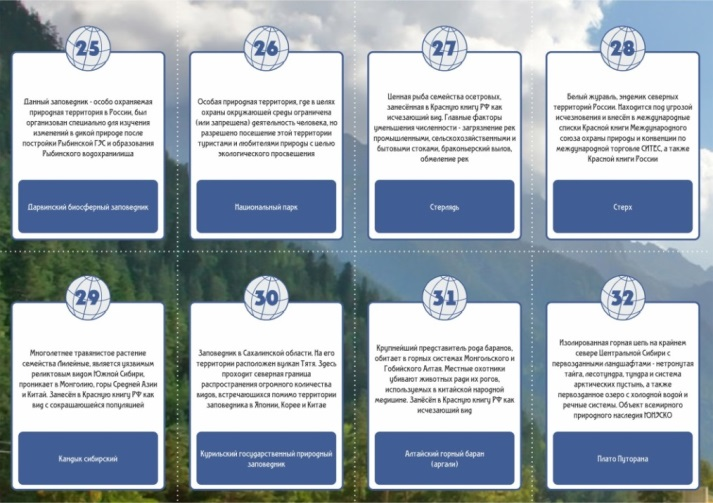 25
Данный заповедник - особо охраняемая
природная территория в России, был
организован специально для изучения
изменений в дикой природе после
постройки Рыбинской ГЭС и образования
Рыбинского водохранилища
Дарвинский биосферный заповедник
26
Особая природная территория, где в целях
охраны окружающей среды ограничена
(или запрещена) деятельность человека, но
разрешено посещение этой территории
туристами и любителями природы с целью
экологического просвещения
Национальный парк
27
Ценная рыба семейства осетровых,
занесённая в Красную книгу РФ как
исчезающий вид. Главные факторы
уменьшения численности - загрязнение рек
промышленными, сельскохозяйственными и
бытовыми стоками, браконьерский вылов,
обмеление рек
Стерлядь
28
Белый журавль, эндемик северных
территорий России. Находится под угрозой
исчезновения и внесён в международные
списки Красной книги Международного
союза охраны природы и конвенции по
международной торговле СИТЕС, а также
Красной книги России
Стерх
29
Многолетнее травянистое растение
семейства Лилейные, является уязвимым
реликтовым видом Южной Сибири,
проникает в Монголию, горы Средней Азии
и Китай. Занесён в Красную книгу РФ как
вид с сокращающейся популяцией
Кандык сибирский
30
Заповедник в Сахалинской области. На его
территории расположен вулкан Тятя. Здесь
проходит северная граница
распространения огромного количества
видов, встречающихся помимо территории
заповедника в Японии, Корее и Китае
Курильский государственный природный
заповедник
31
Крупнейший представитель рода баранов,
обитает в горных системах Монгольского и
Гобийского Алтая. Местные охотники
убивают животных ради их рогов,
используемых в китайской народной
медицине. Занесён в Красную книгу РФ как
исчезающий вид
Алтайский горный баран
(аргали)
32
Изолированная горная цепь на крайнем
севере Центральной Сибири с
первозданными ландшафтами - нетронутая
тайга, лесотундра, тундра и система
арктических пустынь, а также
первозданное озеро с холодной водой и
речные системы. Объект всемирного
природного наследия ЮНЭСКО
Плато Путорана